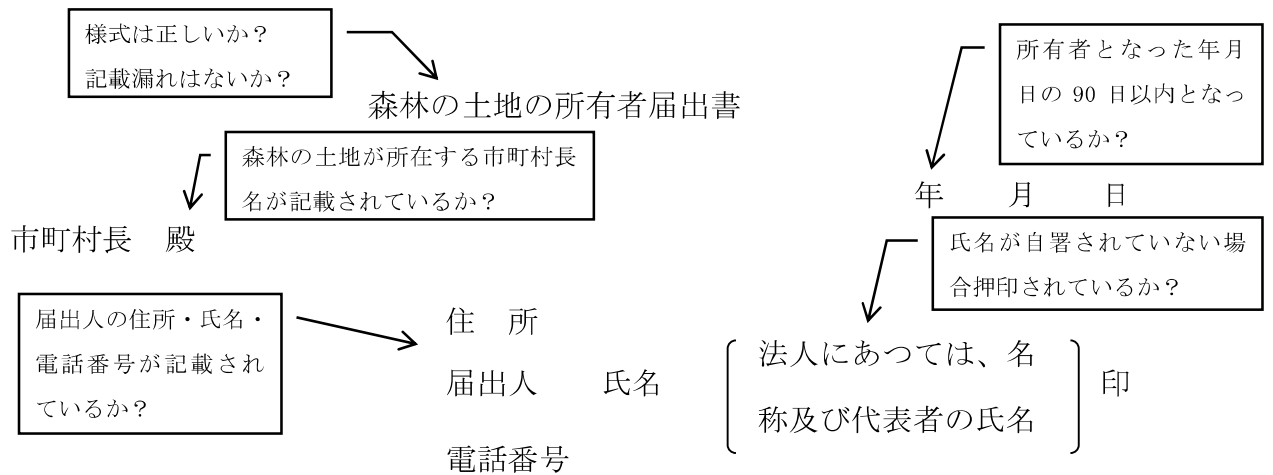 様式は正しいか？
記載漏れはないか？
森林の土地の所有者届出書
所有者となった年月
日の 90 日以内となっ
ているか？
森林の土地が所在する市町村長
名が記載されているか？
年　　月　　日
市町村長　殿
氏名が自署されていない場
合押印されているか？
届出人の住所・氏名・
電話番号が記載され
ているか？
住　所
届出人　　氏名
法人にあつては、名
称及び代表者の氏名
印
電話番号